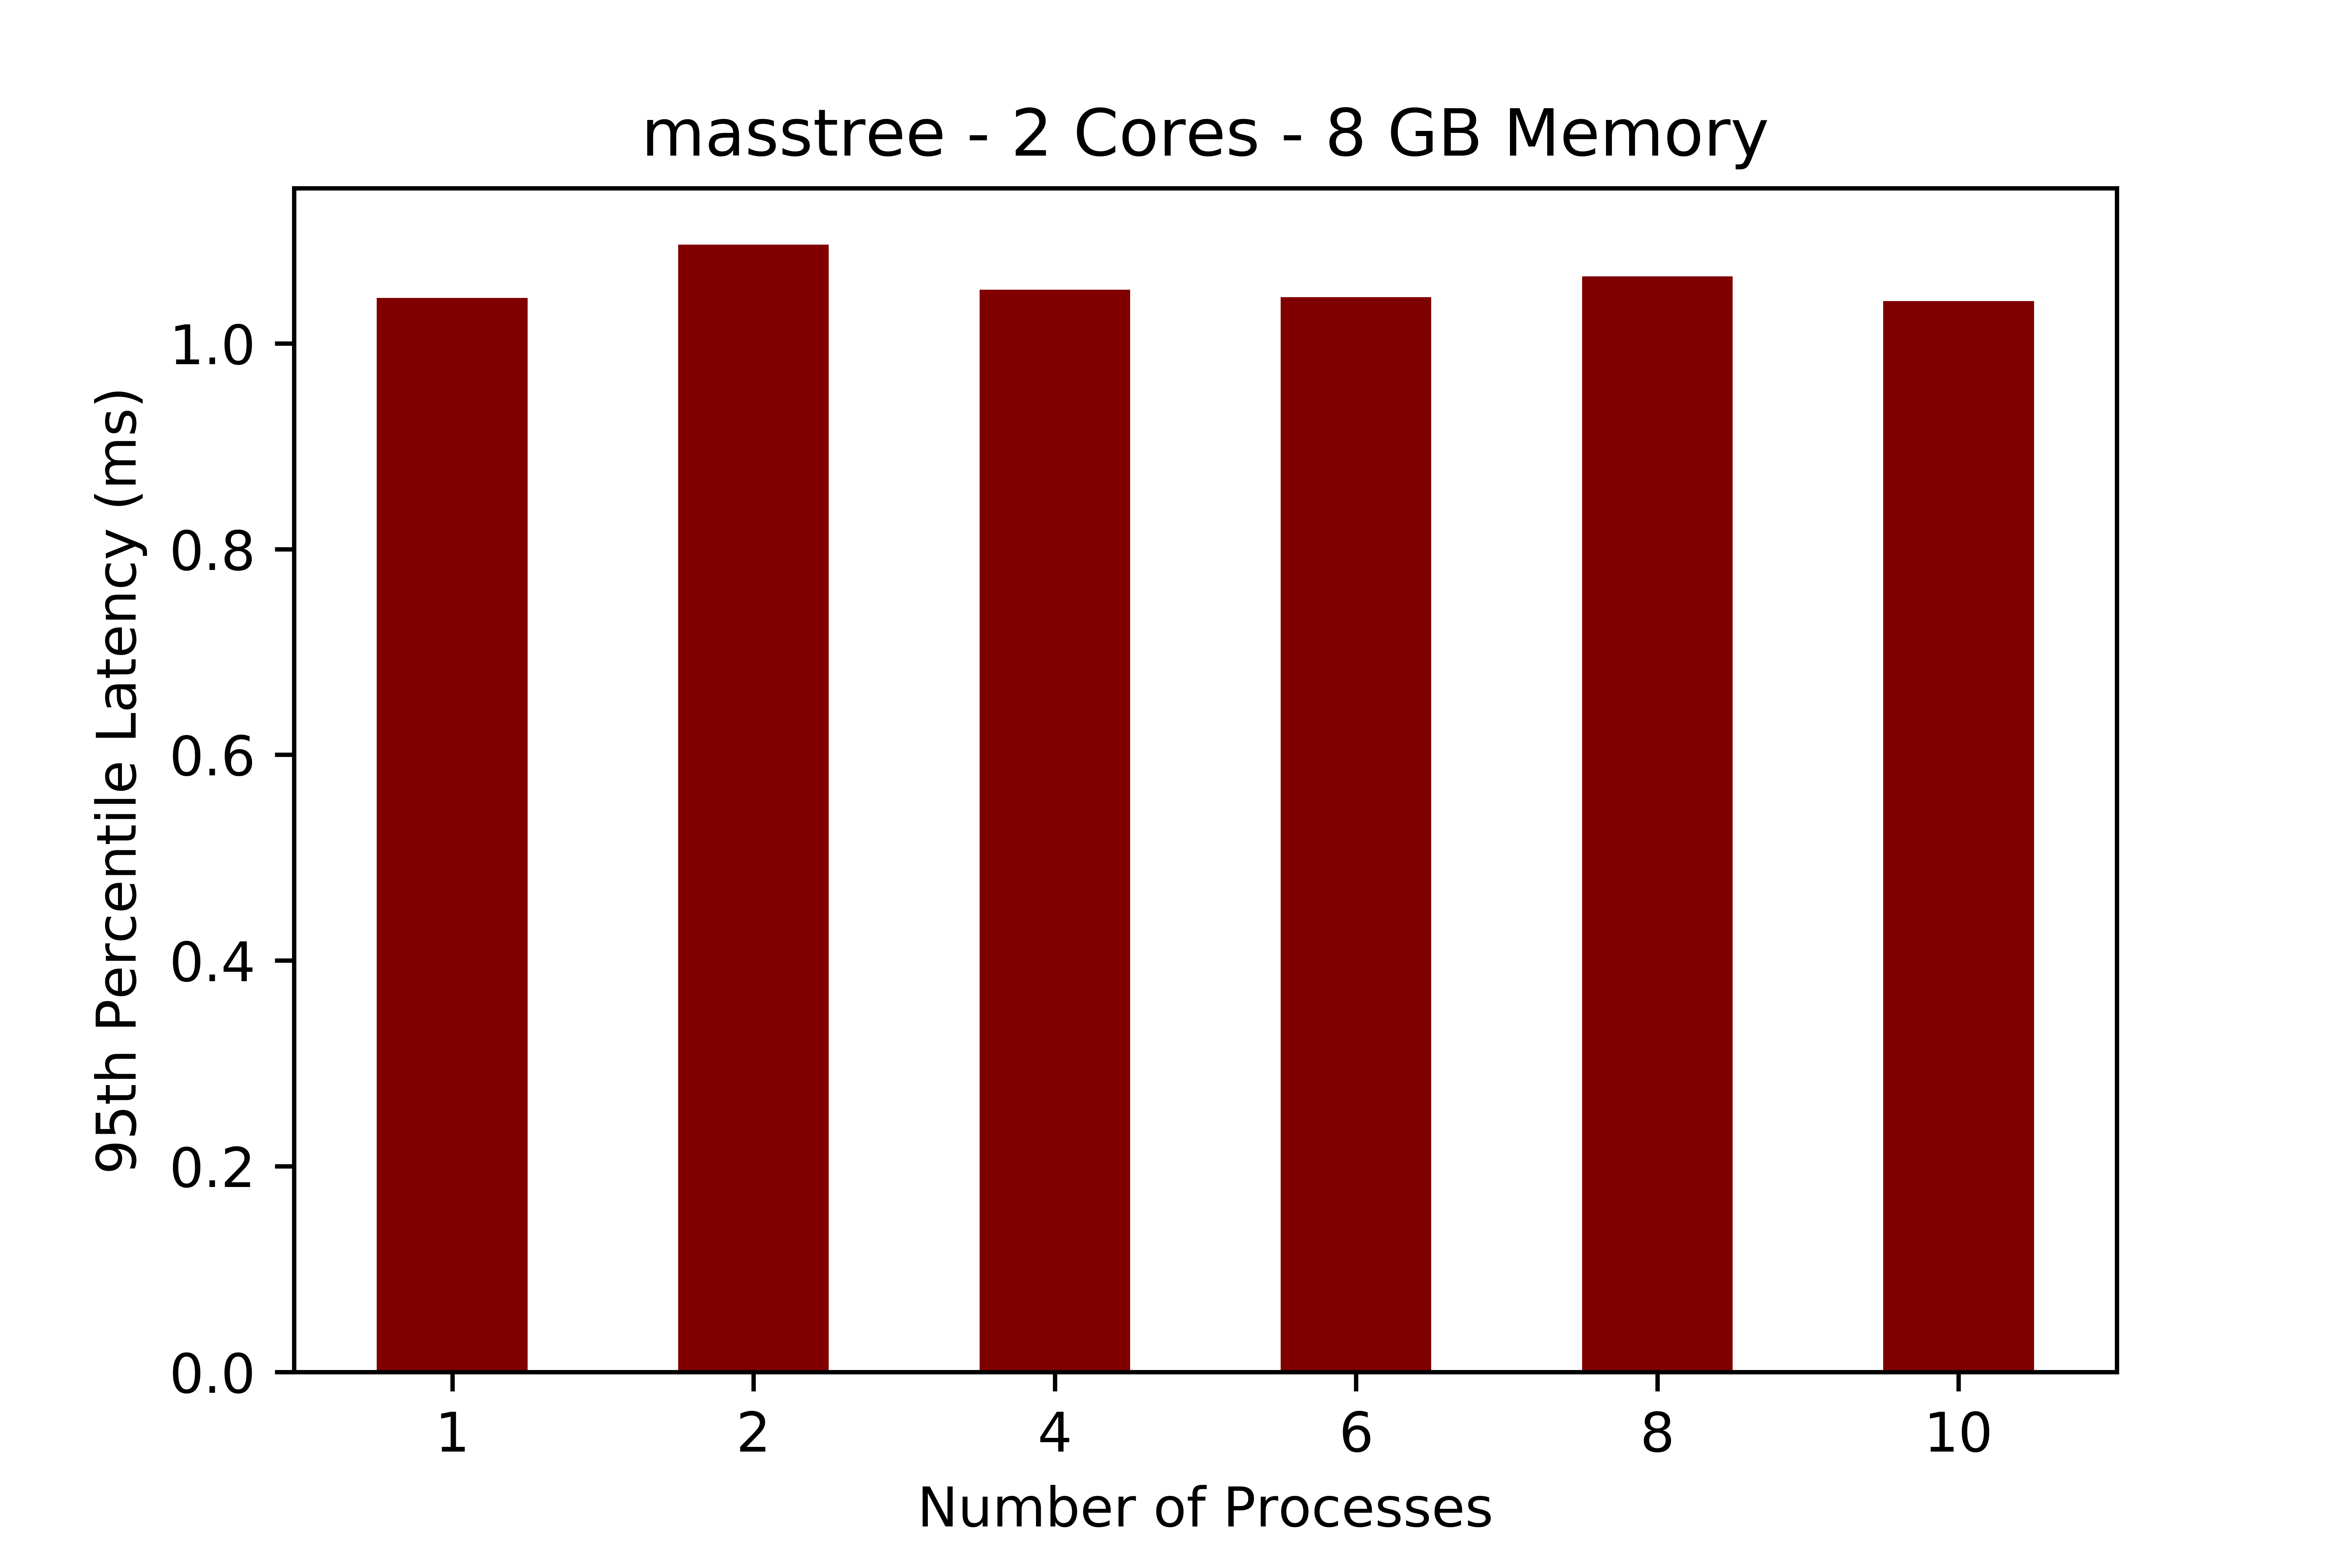 masstree - 2 Cores - 8 GB Memory
95th Percentile Latency (ms)
1.0
0.8
0.6
0.4
0.2
0.0
1 2 4 6 8 10
Number of Processes